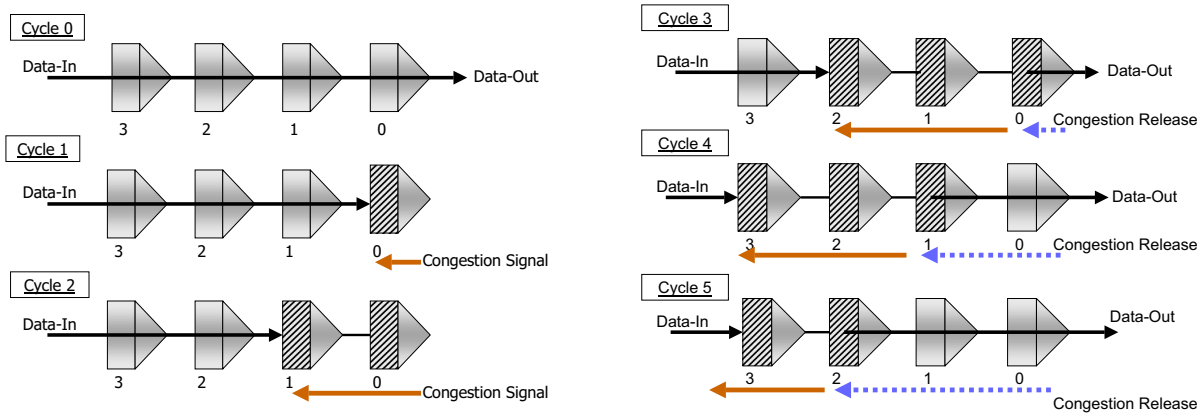 Cycle 0
Data-In
Data-Out
3 2 1 0
Cycle 1
Data-In
3 2 1 0
Congestion Signal
Cycle 2
Data-In
3 2 1 0
Congestion Signal
Cycle 3
Data-In
Data-Out
3 2 1 0
Congestion Release
Cycle 4
Data-In
Data-Out
3 2 1 0
Congestion Release
Cycle 5
Data-In
Data-Out
3 2 1 0
Congestion Release